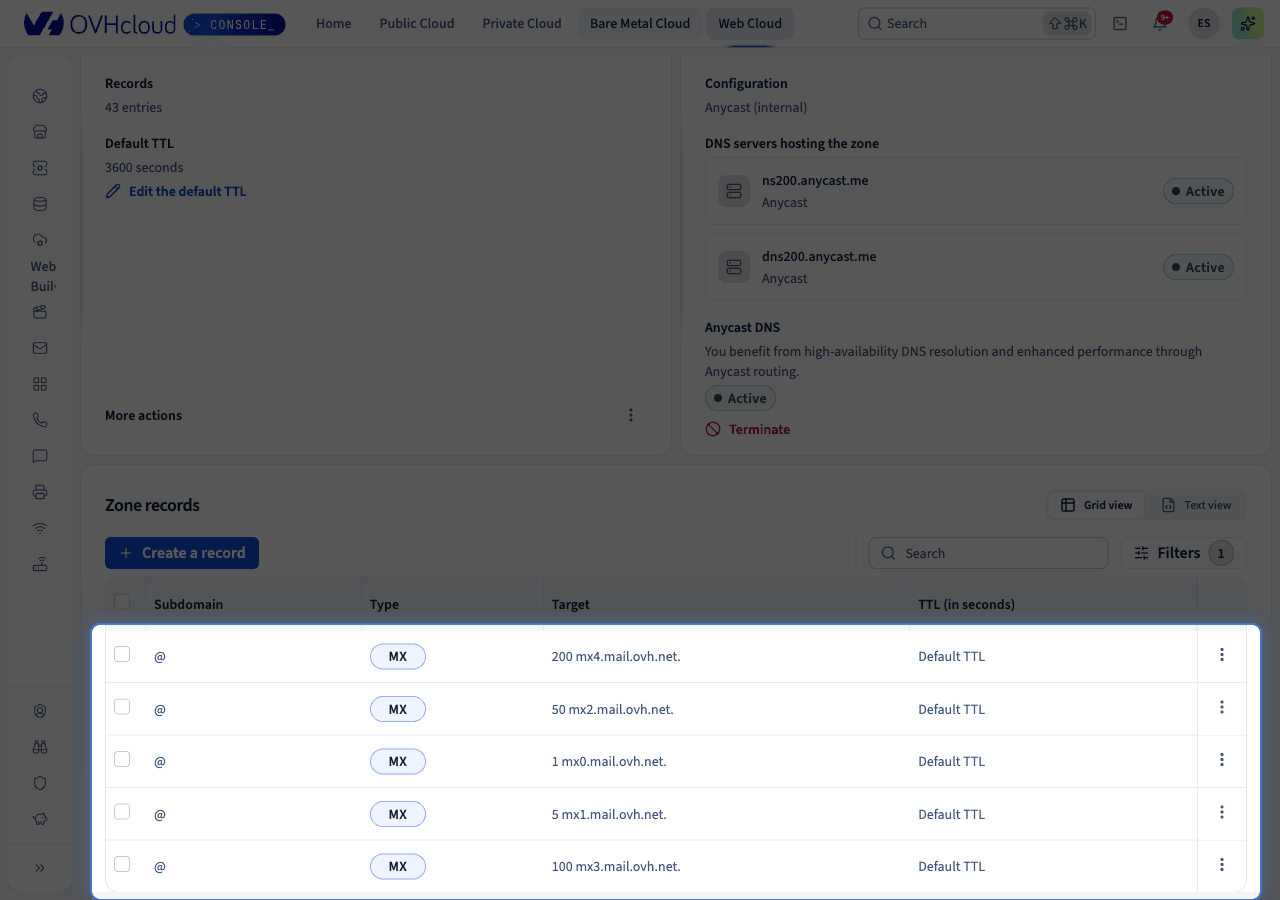 OVHcloud > CONSOLE_ Home Public Cloud Private Cloud Bare Metal Cloud Web Cloud Search ⇧⌘K 9+ ES
Web
Buil
Records
43 entries
Default TTL
3600 seconds
Edit the default TTL
More actions
Configuration
Anycast (internal)
DNS servers hosting the zone
ns200.anycast.me
Anycast
Active
dns200.anycast.me
Anycast
Active
Anycast DNS
You benefit from high-availability DNS resolution and enhanced performance through
Anycast routing.
Active
Terminate
Zone records
Grid view Text view
+ Create a record
Search
Filters 1
Subdomain Type Target TTL (in seconds)
@ MX 200 mx4.mail.ovh.net. Default TTL
@ MX 50 mx2.mail.ovh.net. Default TTL
@ MX 1 mx0.mail.ovh.net. Default TTL
@ MX 5 mx1.mail.ovh.net. Default TTL
@ MX 100 mx3.mail.ovh.net. Default TTL